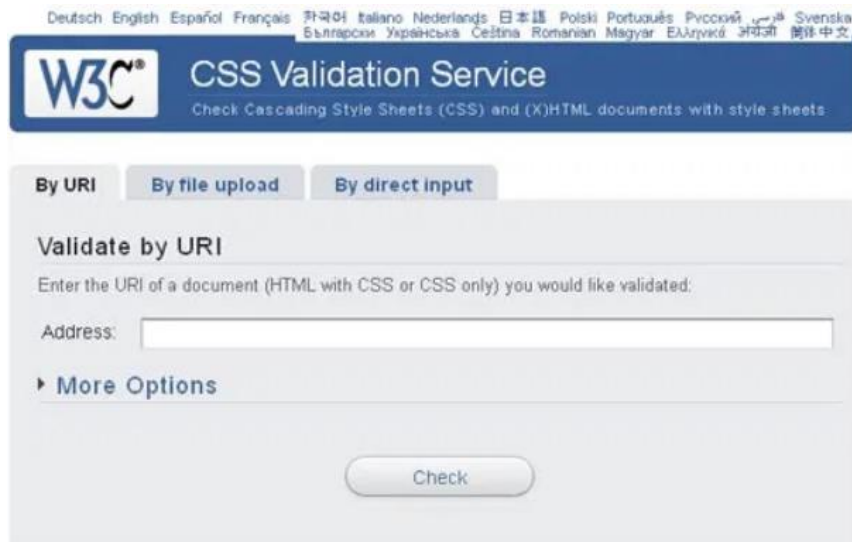 Deutsch English Español Français 한국어 Italiano Nederlands 日本語 Polski Português Русский فارسی Svenska
Български Українська Čeština Romanian Magyar Ελληνικά हिन्दी 简体中文
W3C®
CSS Validation Service
Check Cascading Style Sheets (CSS) and (X)HTML documents with style sheets
By URI By file upload By direct input
Validate by URI
Enter the URI of a document (HTML with CSS or CSS only) you would like validated:
Address:
More Options
Check